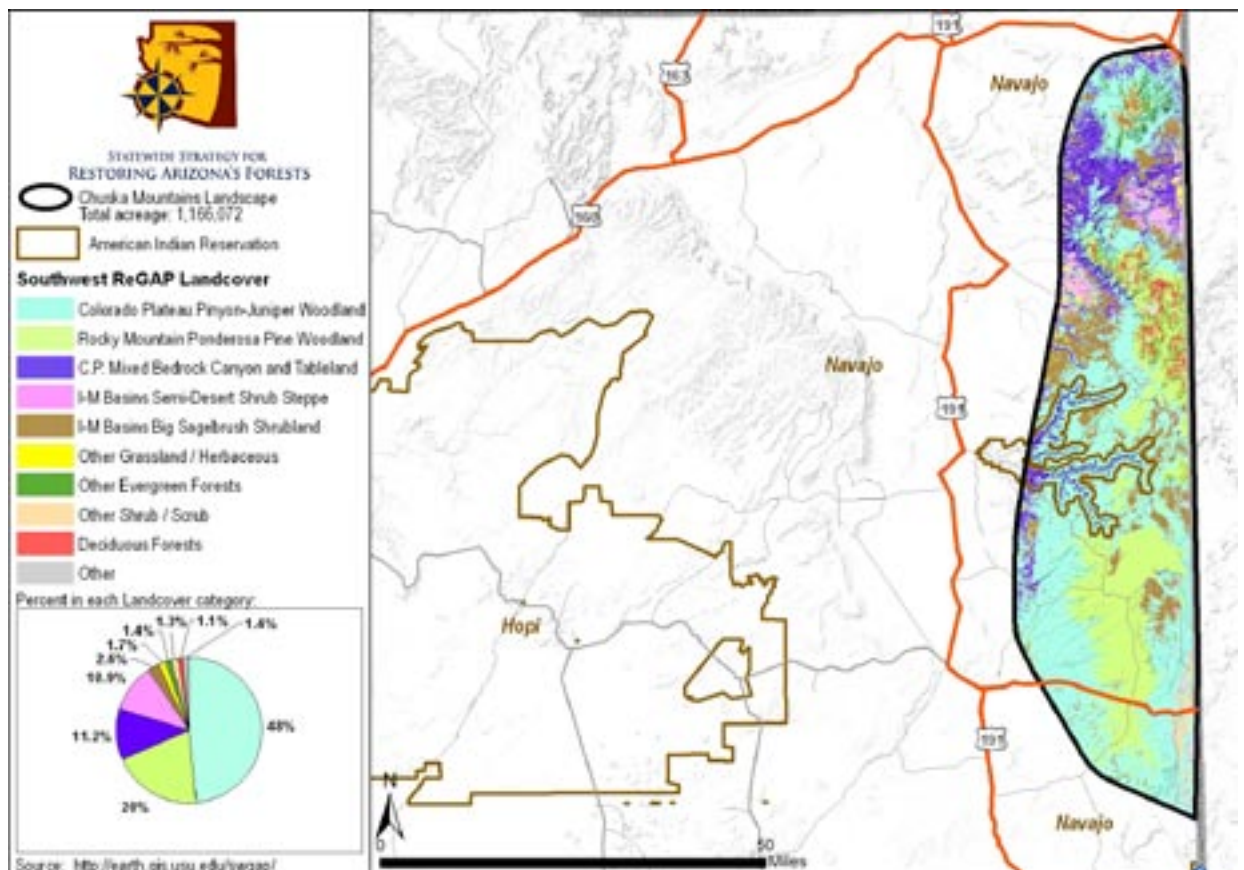 STATEWIDE STRATEGY FOR
RESTORING ARIZONA'S FORESTS
Chuska Mountains Landscape
Total acreage: 1,166,072
American Indian Reservation
Southwest ReGAP Landcover
Colorado Plateau Pinyon-Juniper Woodland
Rocky Mountain Ponderosa Pine Woodland
C.P. Mixed Bedrock Canyon and Tableland
I-M Basins Semi-Desert Shrub Steppe
I-M Basins Big Sagebrush Shrubland
Other Grassland / Herbaceous
Other Evergreen Forests
Other Shrub / Scrub
Deciduous Forests
Other
Percent in each Landcover category:
1.3%
1.1%
1.4%
1.4%
1.7%
10.9%
48%
11.2%
20%
Source: http://earth.gis.usu.edu/swgap/
191
163
Navajo
160
Navajo
191
Hopi
191
Navajo
N
0
50
Miles